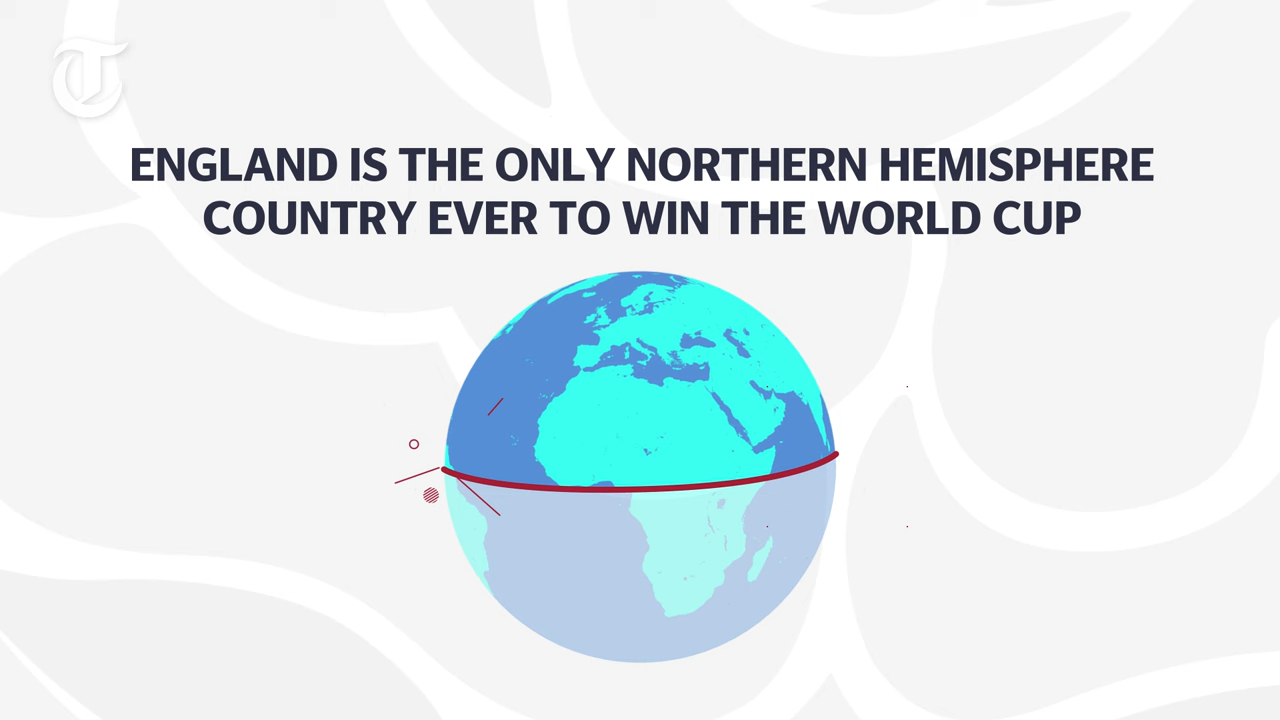 T
ENGLAND IS THE ONLY NORTHERN HEMISPHERE
COUNTRY EVER TO WIN THE WORLD CUP